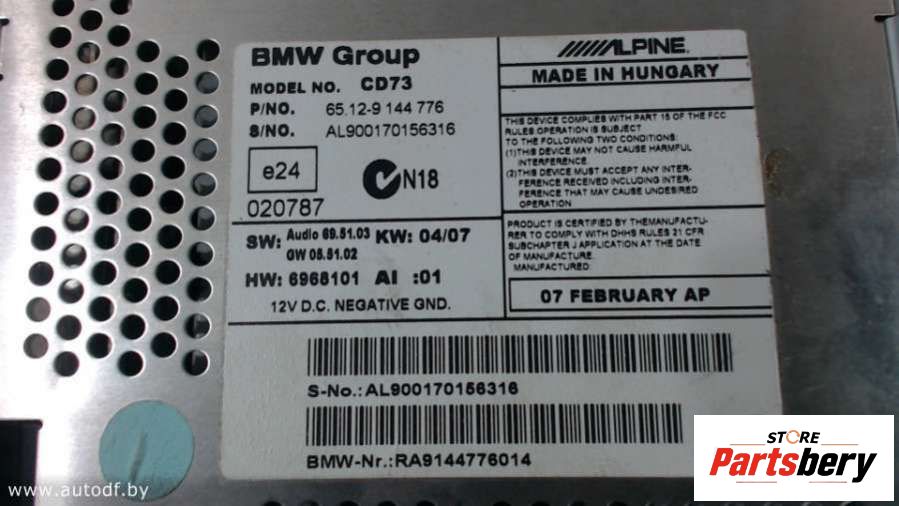 BMW Group
MODEL NO. CD73
P/NO. 65.12-9 144 776
S/NO. AL900170156316
e24
N18
020787
SW: Audio 69.51.03 KW: 04/07
GW 05.51.02
HW: 6968101 AI :01
12V D.C. NEGATIVE GND.
ALPINE
MADE IN HUNGARY
THIS DEVICE COMPLIES WITH PART 15 OF THE FCC
RULES OPERATION IS SUBJECT
TO THE FOLLOWING TWO CONDITIONS:
(1)THIS DEVICE MAY NOT CAUSE HARMFUL
INTERFERENCE.
(2)THIS DEVICE MUST ACCEPT ANY INTER-
FERENCE RECEIVED INCLUDING INTER-
FERENCE THAT MAY CAUSE UNDESIRED
OPERATION
PRODUCT IS CERTIFIED BY THEMANUFACTU-
RER TO COMPLY WITH DHHS RULES 21 CFR
SUBCHAPTER J APPLICATION AT THE DATE
OF MANUFACTURE.
MANUFACTURED:
07 FEBRUARY AP
S-No.:AL900170156316
BMW-Nr.:RA9144776014
www.autodf.by
STORE
Partsbery